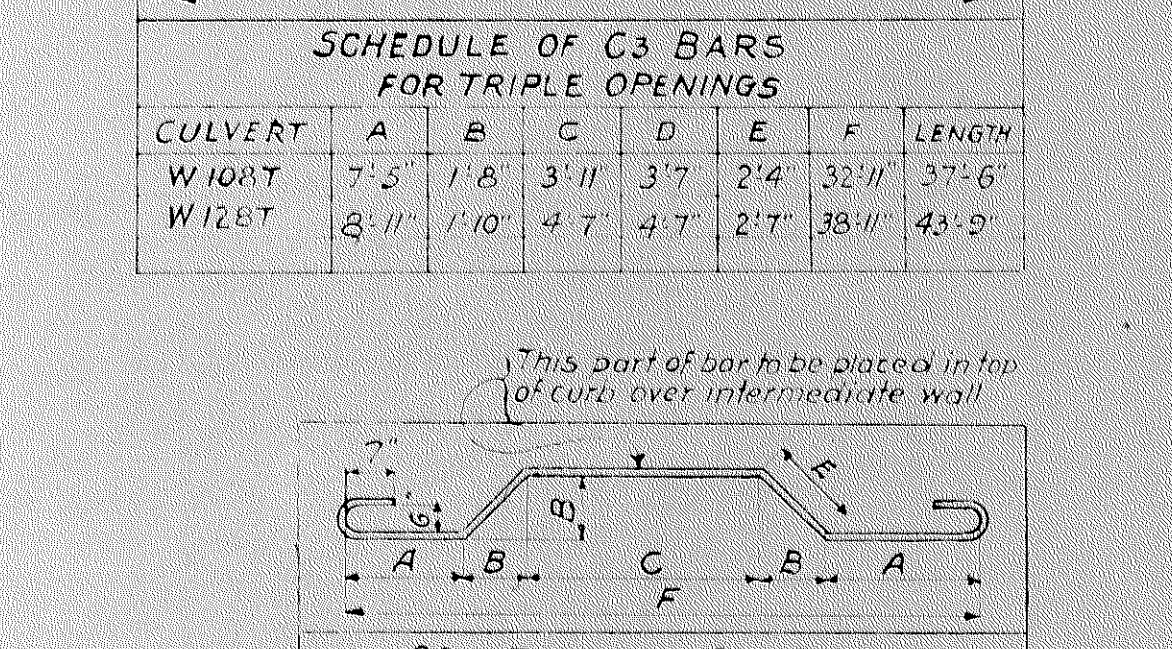 SCHEDULE OF C3 BARS
FOR TRIPLE OPENINGS
CULVERT A B C D E F LENGTH
W108T 7'-5" 1'8" 3'-11" 3'7 2'4" 32'-11" 37'-6"
W128T 8'-11" 1'-10" 4'7" 4'-7" 2'7" 38'-11" 43'-9"
This part of bar to be placed in top
of curb over intermediate wall
7"
E
6"
B
A B C B A
F